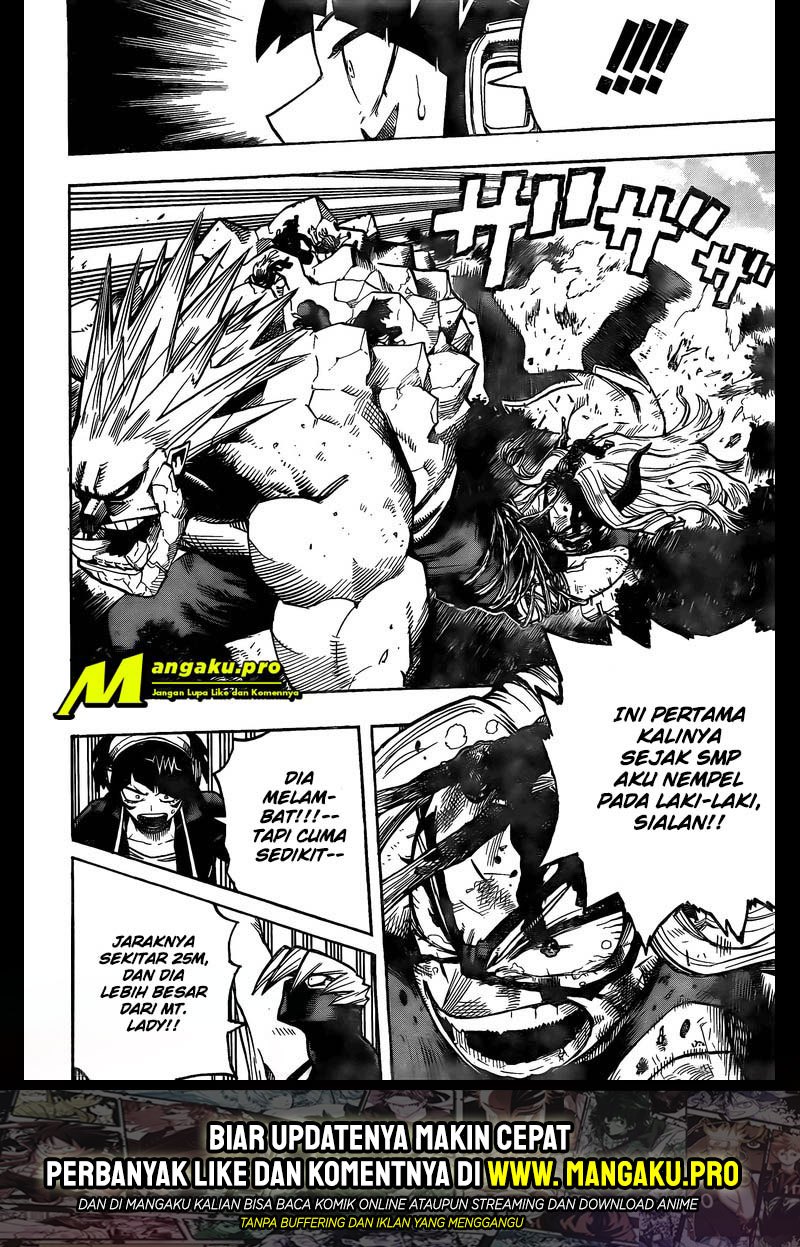 !!!!
ザザザザ
Mangaku.pro
Jangan Lupa Like dan Komennya
INI PERTAMA
KALINYA
SEJAK SMP
AKU NEMPEL
PADA LAKI-LAKI,
SIALAN!!
DIA
MELAM-
BAT!!!--
TAPI CUMA
SEDIKIT--
JARAKNYA
SEKITAR 25M,
DAN DIA
LEBIH BESAR
DARI MT.
LADY!!
BIAR UPDATENYA MAKIN CEPAT
PERBANYAK LIKE DAN KOMENTNYA DI WWW. MANGAKU.PRO
DAN DI MANGAKU KALIAN BISA BACA KOMIK ONLINE ATAUPUN STREEMING DAN DOWNLOAD ANIME
TANPA BUFFERING DAN IKLAN YANG MENGGANGU